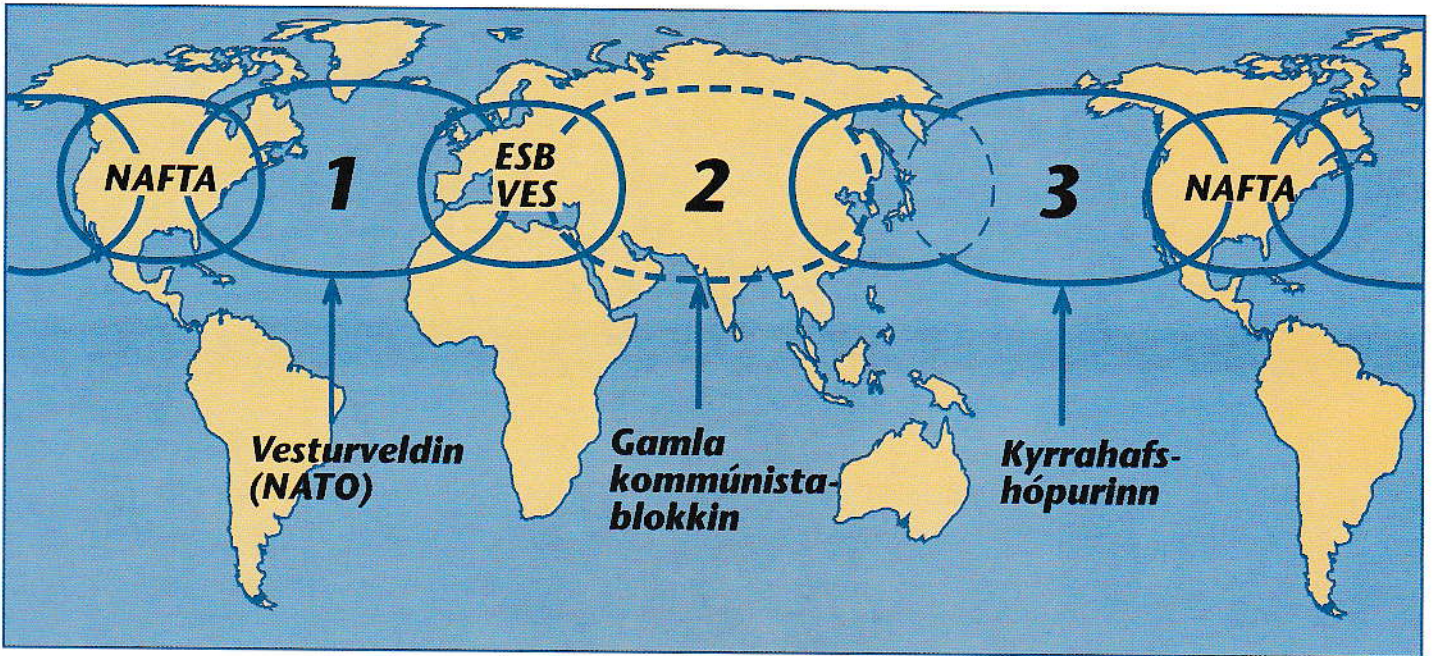 NAFTA
1
ESB
VES
2
3
NAFTA
Vesturveldin
(NATO)
Gamla
kommúnista-
blokkin
Kyrrahafs-
hópurinn